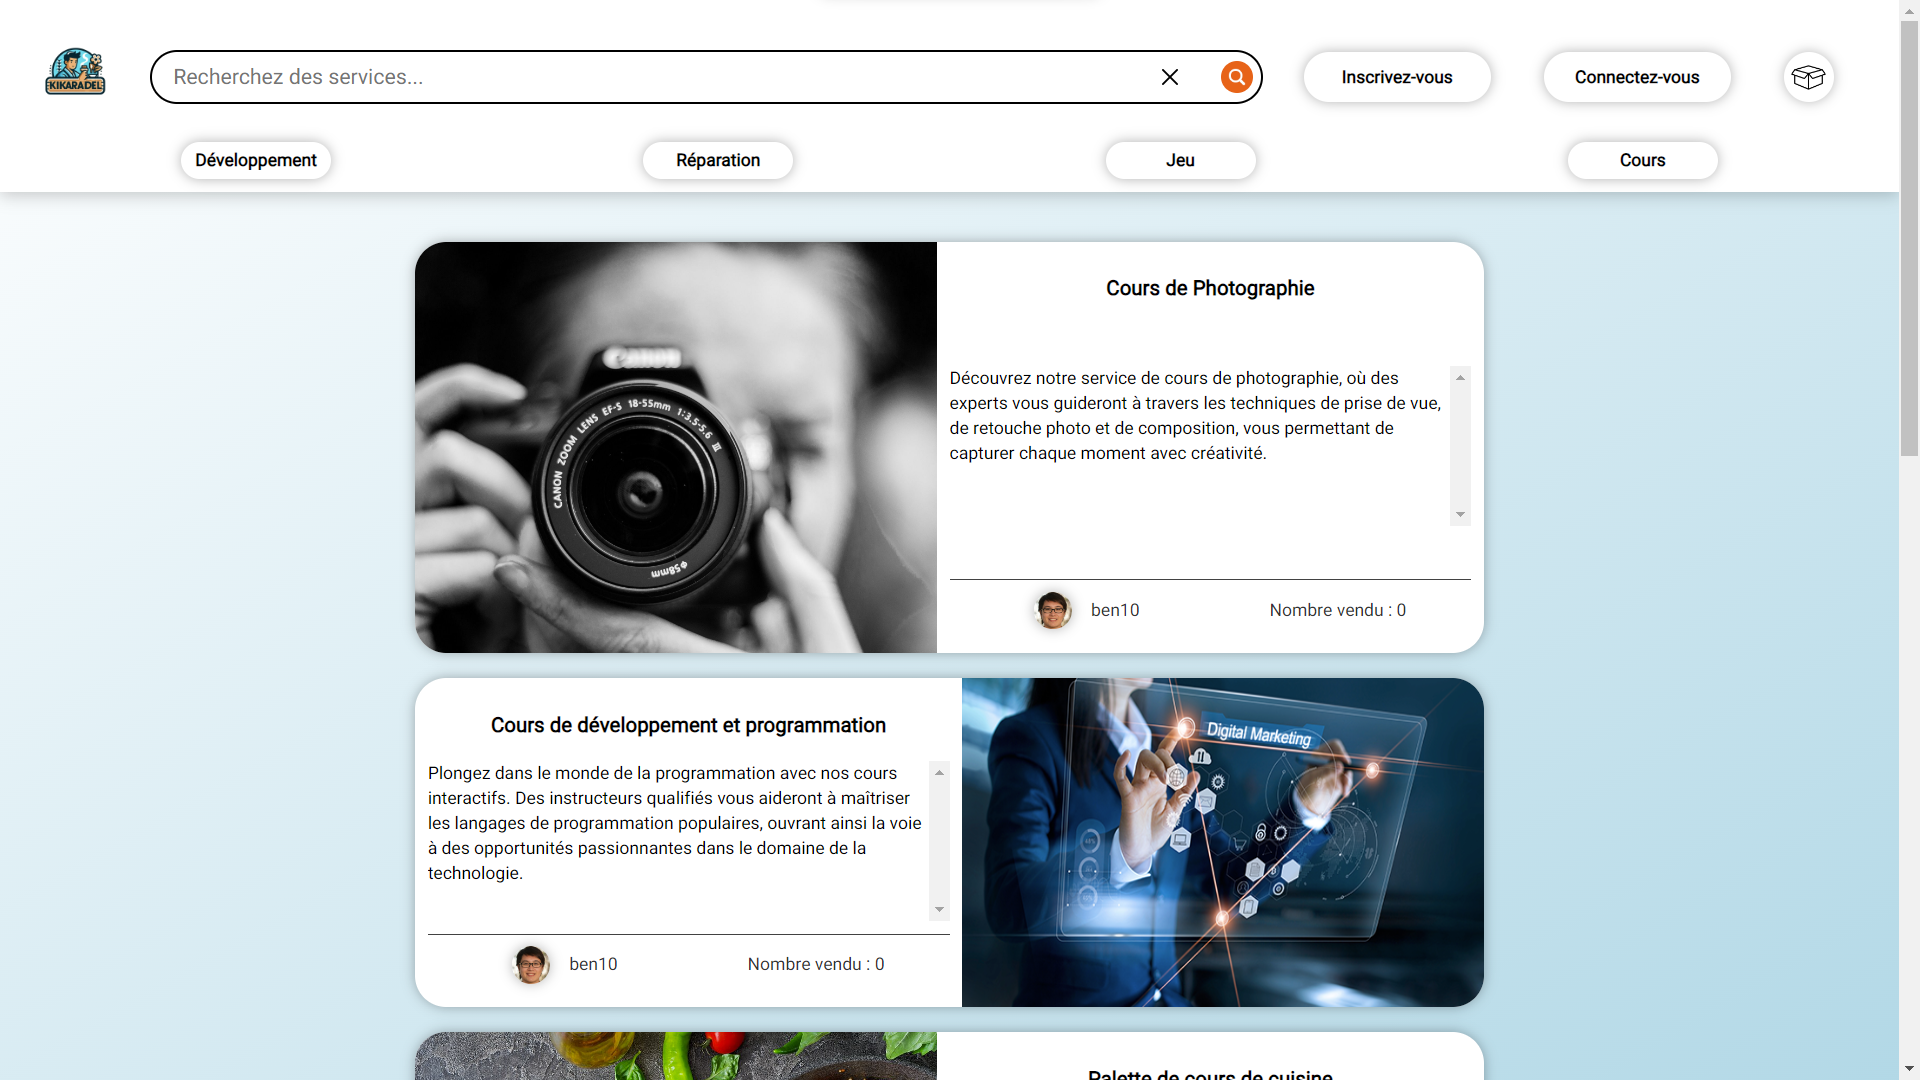 KIKARADEL
Recherchez des services...
Inscrivez-vous
Connectez-vous
Développement
Réparation
Jeu
Cours
Canon
CANON ZOOM LENS EF-S 18-55mm 1:3.5-5.6 III
φ58mm
Cours de Photographie
Découvrez notre service de cours de photographie, où des
experts vous guideront à travers les techniques de prise de vue,
de retouche photo et de composition, vous permettant de
capturer chaque moment avec créativité.
ben10
Nombre vendu : 0
Cours de développement et programmation
Plongez dans le monde de la programmation avec nos cours
interactifs. Des instructeurs qualifiés vous aideront à maîtriser
les langages de programmation populaires, ouvrant ainsi la voie
à des opportunités passionnantes dans le domaine de la
technologie.
ben10
Nombre vendu : 0
Digital Marketing
Palette de cours de cuisine